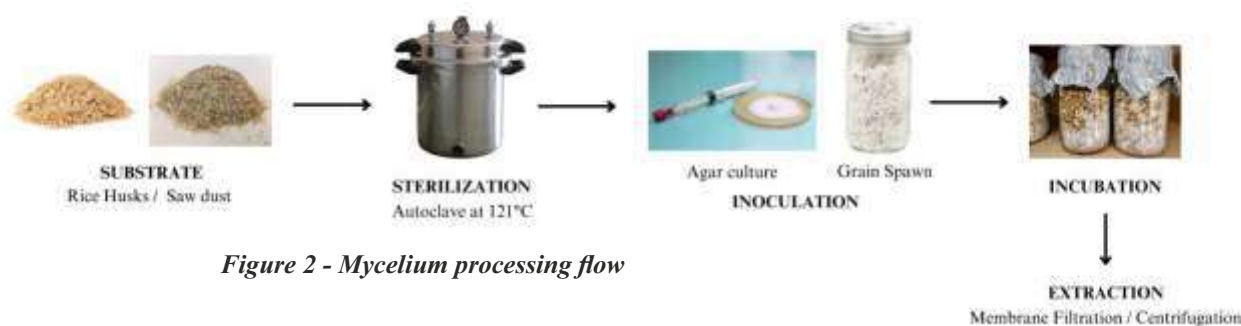 SUBSTRATE
Rice Husks / Saw dust
STERILIZATION
Autoclave at 121°C
Agar culture
Grain Spawn
INOCULATION
INCUBATION
EXTRACTION
Membrane Filtration / Centrifugation
Figure 2 - Mycelium processing flow